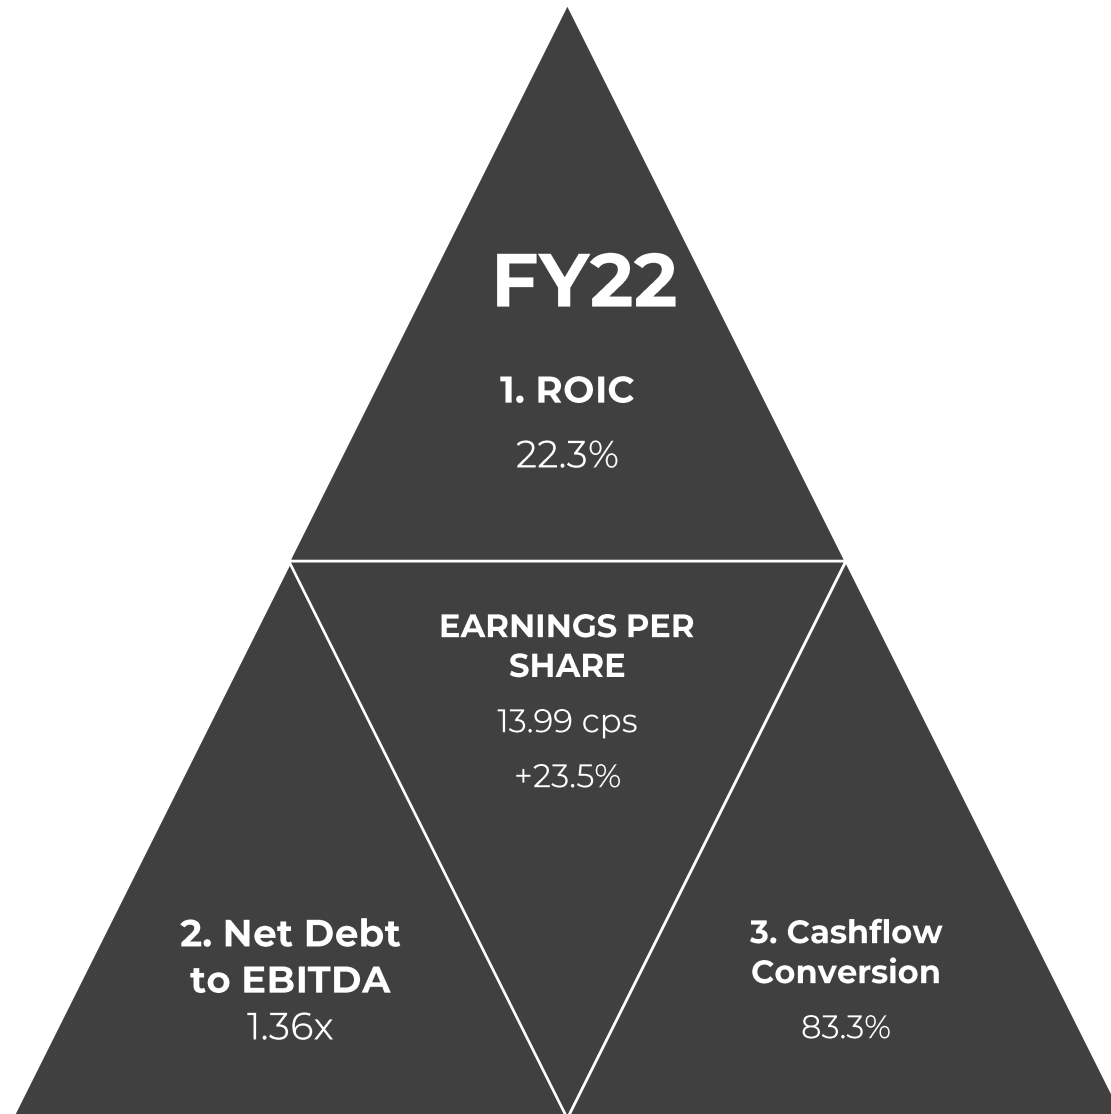 FY22
1. ROIC
22.3%
EARNINGS PER
SHARE
13.99 cps
+23.5%
2. Net Debt
to EBITDA
1.36x
3. Cashflow
Conversion
83.3%